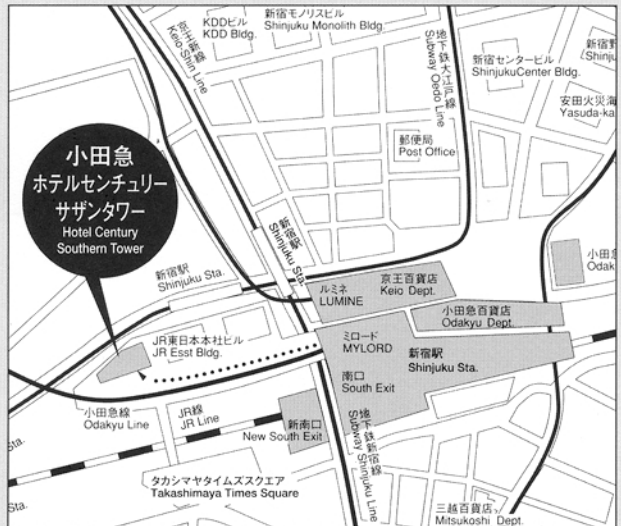 KDDビル
KDD Bldg.
新宿モノリスビル
Shinjuku Monolith Bldg.
京王新線
Keio-Shin Line
地下鉄大江戸線
Subway Oedo Line
新宿センタービル
ShinjukuCenter Bldg.
新宿野
Shinju
安田火災海
Yasuda-ka
郵便局
Post Office
小田急
ホテルセンチュリー
サザンタワー
Hotel Century
Southern Tower
新宿駅
Shinjuku Sta.
新宿駅
Shinjuku Sta.
ルミネ
LUMINE
京王百貨店
Keio Dept.
小田急
Odak
小田急百貨店
Odakyu Dept.
JR東日本本社ビル
JR Esst Bldg.
ミロード
MYLORD
新宿駅
Shinjuku Sta.
南口
South Exit
小田急線
Odakyu Line
JR線
JR Line
新南口
New South Exit
地下鉄新宿線
Subway Shinjuku Line
Sta.
Sta.
タカシマヤタイムズスクエア
Takashimaya Times Square
三越百貨店
Mitsukoshi Dept.